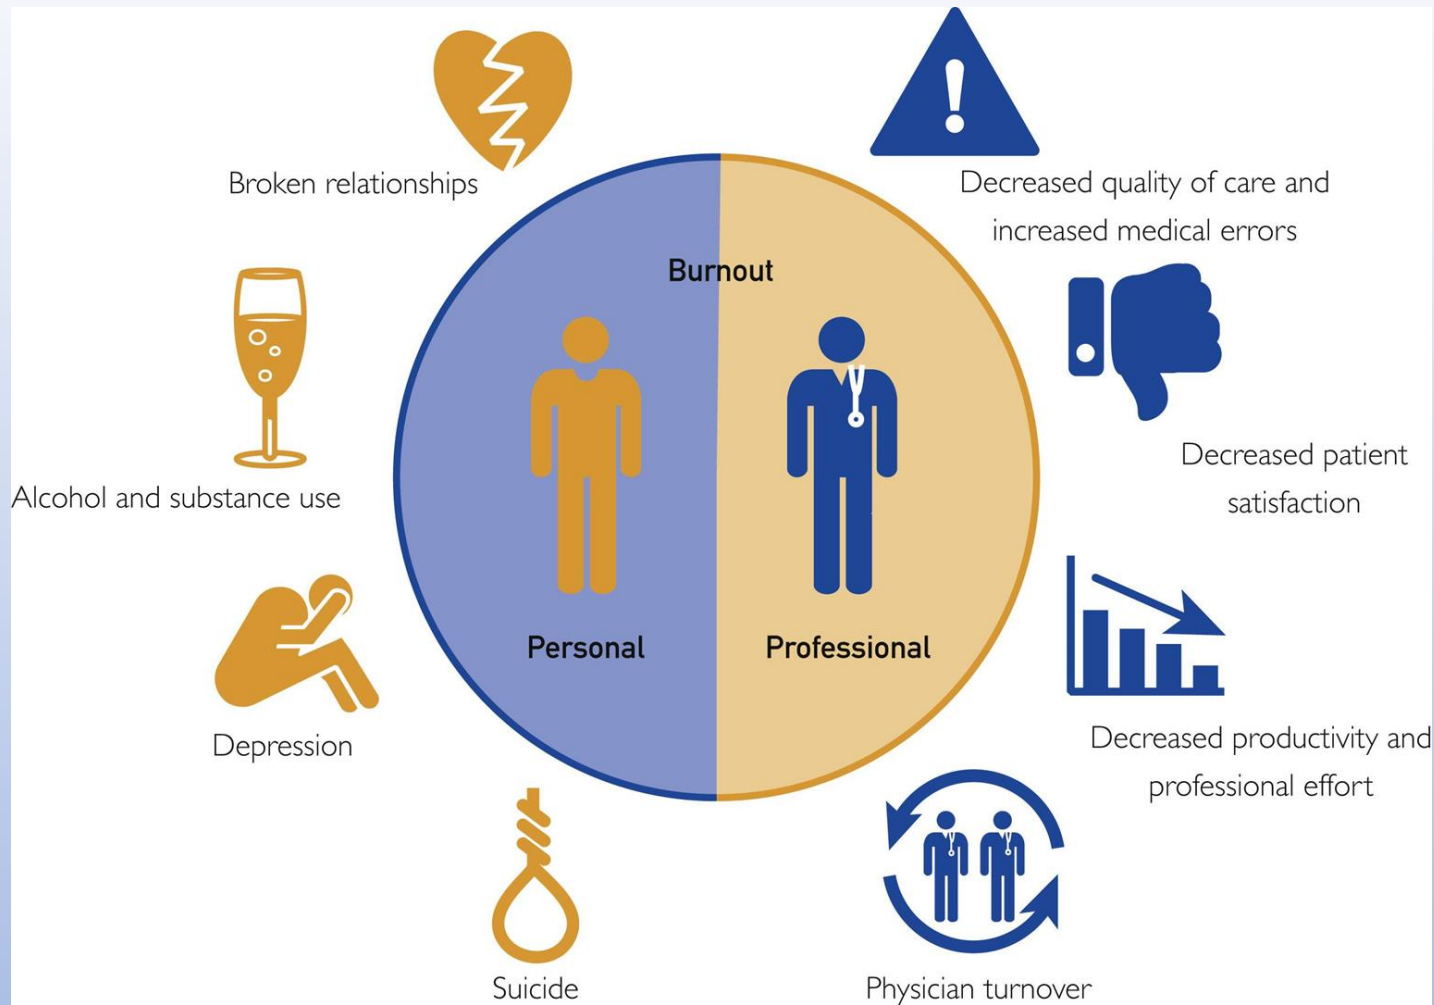 Broken relationships
Decreased quality of care and
increased medical errors
Burnout
Alcohol and substance use
Decreased patient
satisfaction
Personal
Professional
Depression
Decreased productivity and
professional effort
Suicide
Physician turnover